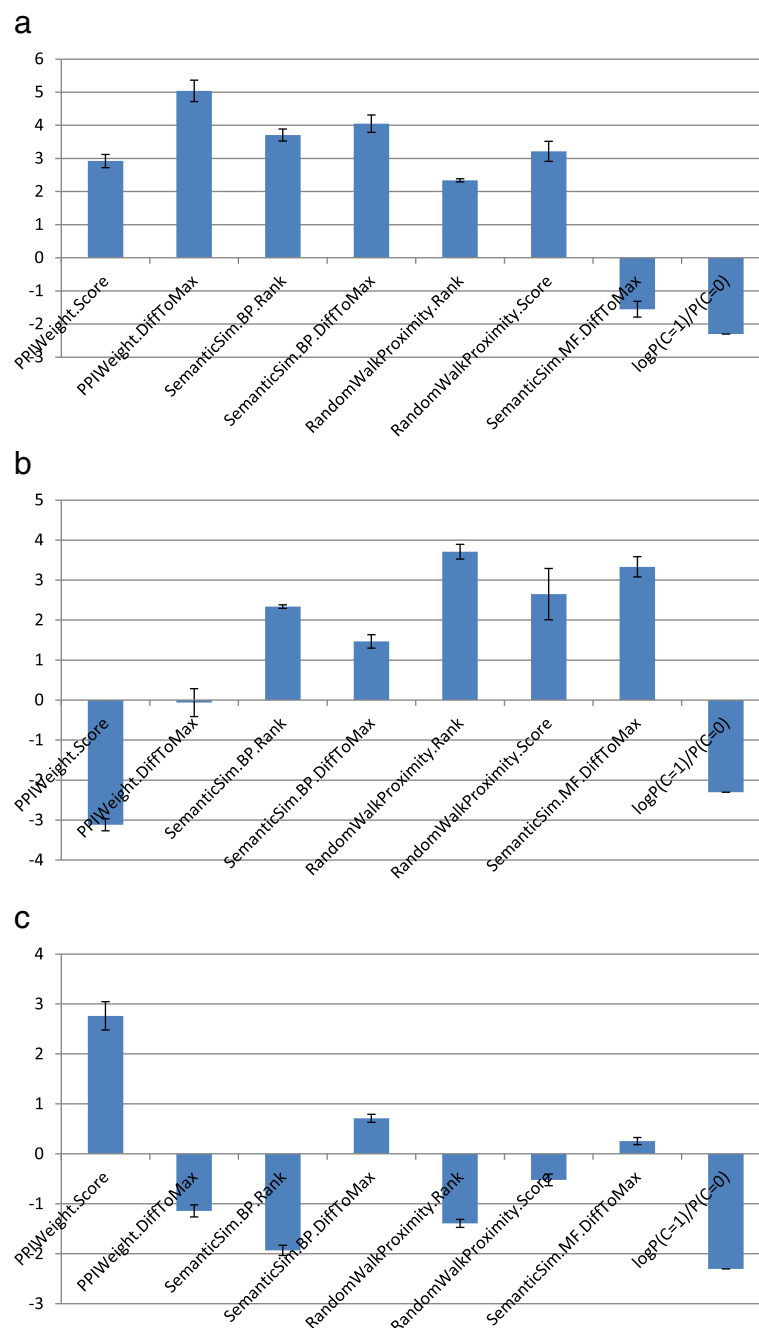 a
6
5
4
3
2
1
0
-1
-2
-3
PPIWeight.Score
PPIWeight.DiffToMax
SemanticSim.BP.Rank
SemanticSim.BP.DiffToMax
RandomWalkProximity.Rank
RandomWalkProximity.Score
SemanticSim.MF.DiffToMax
logP(C=1)/P(C=0)
b
5
4
3
2
1
0
-1
-2
-3
-4
PPIWeight.Score
PPIWeight.DiffToMax
SemanticSim.BP.Rank
SemanticSim.BP.DiffToMax
RandomWalkProximity.Rank
RandomWalkProximity.Score
SemanticSim.MF.DiffToMax
logP(C=1)/P(C=0)
c
4
3
2
1
0
-1
-2
-3
PPIWeight.Score
PPIWeight.DiffToMax
SemanticSim.BP.Rank
SemanticSim.BP.DiffToMax
RandomWalkProximity.Rank
RandomWalkProximity.Score
SemanticSim.MF.DiffToMax
logP(C=1)/P(C=0)